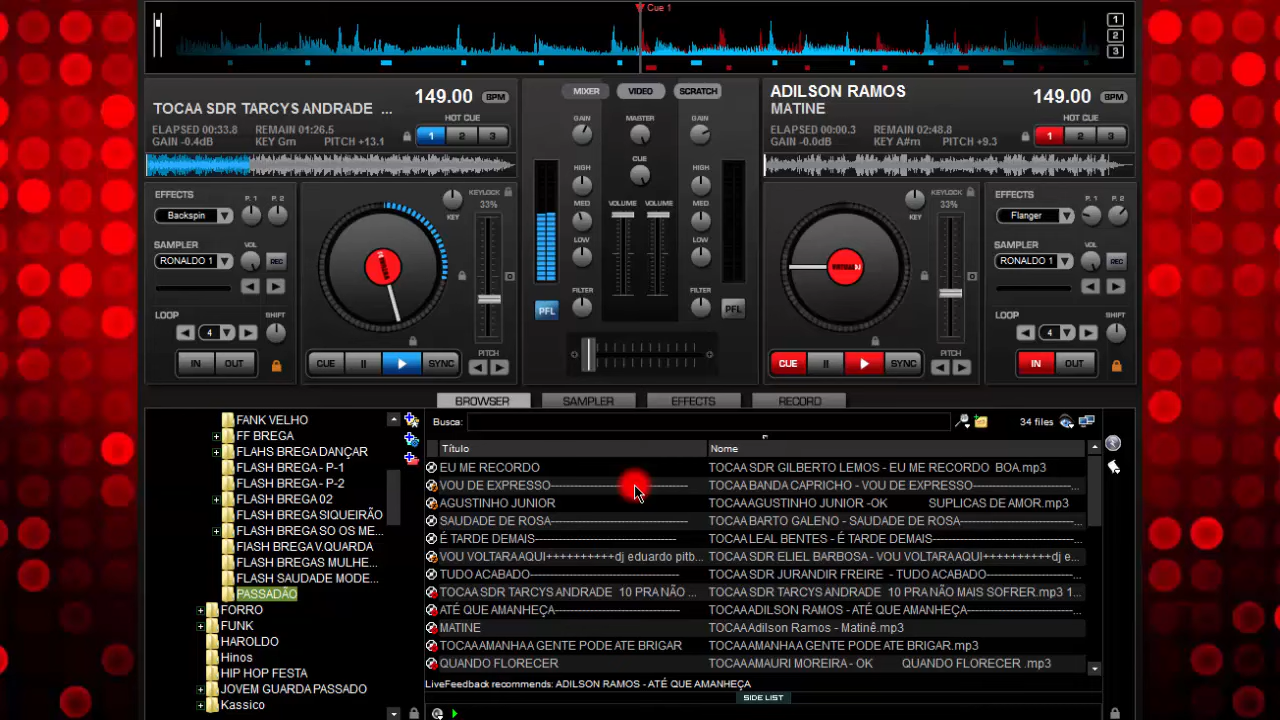 Cue 1
1
2
3
TOCAA SDR TARCYS ANDRADE ...
149.00 BPM
HOT CUE
ELAPSED 00:33.8 REMAIN 01:26.5
GAIN -0.4dB KEY Gm PITCH +13.1
1 2 3
MIXER VIDEO SCRATCH
ADILSON RAMOS
MATINE
149.00 BPM
HOT CUE
ELAPSED 00:00.3 REMAIN 02:48.8
GAIN -0.0dB KEY A#m PITCH +9.3
1 2 3
EFFECTS P. 1 P. 2
Backspin
SAMPLER VOL
RONALDO 1 REC
LOOP SHIFT
4
IN OUT
KEY
KEYLOCK
33%
CUE II SYNC
PITCH
GAIN MASTER GAIN
HIGH CUE HIGH
MED VOLUME VOLUME MED
LOW LOW
FILTER FILTER
PFL PFL
KEY
KEYLOCK
33%
CUE II SYNC
PITCH
EFFECTS P. 1 P. 2
Flanger
SAMPLER VOL
RONALDO 1 REC
LOOP SHIFT
4
IN OUT
BROWSER SAMPLER EFFECTS RECORD
FANK VELHO
FF BREGA
FLAHS BREGA DANÇAR
FLASH BREGA - P-1
FLASH BREGA - P-2
FLASH BREGA 02
FLASH BREGA SIQUEIRÃO
FLASH BREGA SO OS ME...
FlASH BREGA V.QUARDA
FLASH BREGAS MULHE...
FLASH SAUDADE MODE...
PASSADÃO
FORRO
FUNK
HAROLDO
Hinos
HIP HOP FESTA
JOVEM GUARDA PASSADO
Kassico
Busca: 34 files
Título Nome
EU ME RECORDO TOCAA SDR GILBERTO LEMOS - EU ME RECORDO BOA.mp3
VOU DE EXPRESSO---------------------------------- TOCAA BANDA CAPRICHO - VOU DE EXPRESSO------------------------------...
AGUSTINHO JUNIOR TOCAAAGUSTINHO JUNIOR -OK SUPLICAS DE AMOR.mp3
SAUDADE DE ROSA---------------------------------- TOCAA BARTO GALENO - SAUDADE DE ROSA------------------------------...
É TARDE DEMAIS----------------------------------- TOCAA LEAL BENTES - É TARDE DEMAIS-----------------------------------...
VOU VOLTARAAQUI++++++++++dj eduardo pitb... TOCAA SDR ELIEL BARBOSA - VOU VOLTARAAQUI++++++++++dj e...
TUDO ACABADO------------------------------------- TOCAA SDR JURANDIR FREIRE - TUDO ACABADO-----------------------...
TOCAA SDR TARCYS ANDRADE 10 PRA NÃO ... TOCAA SDR TARCYS ANDRADE 10 PRA NÃO MAIS SOFRER.mp3 1...
ATÉ QUE AMANHEÇA------------------------------- TOCAAADILSON RAMOS - ATÉ QUE AMANHEÇA----------------------------...
MATINE TOCAAAdilson Ramos - Matinê.mp3
TOCAAAMANHA A GENTE PODE ATE BRIGAR TOCAAAMANHA A GENTE PODE ATE BRIGAR.mp3
QUANDO FLORECER TOCAAMAURI MOREIRA - OK QUANDO FLORECER .mp3
LiveFeedback recommends: ADILSON RAMOS - ATÉ QUE AMANHEÇA
SIDE LIST